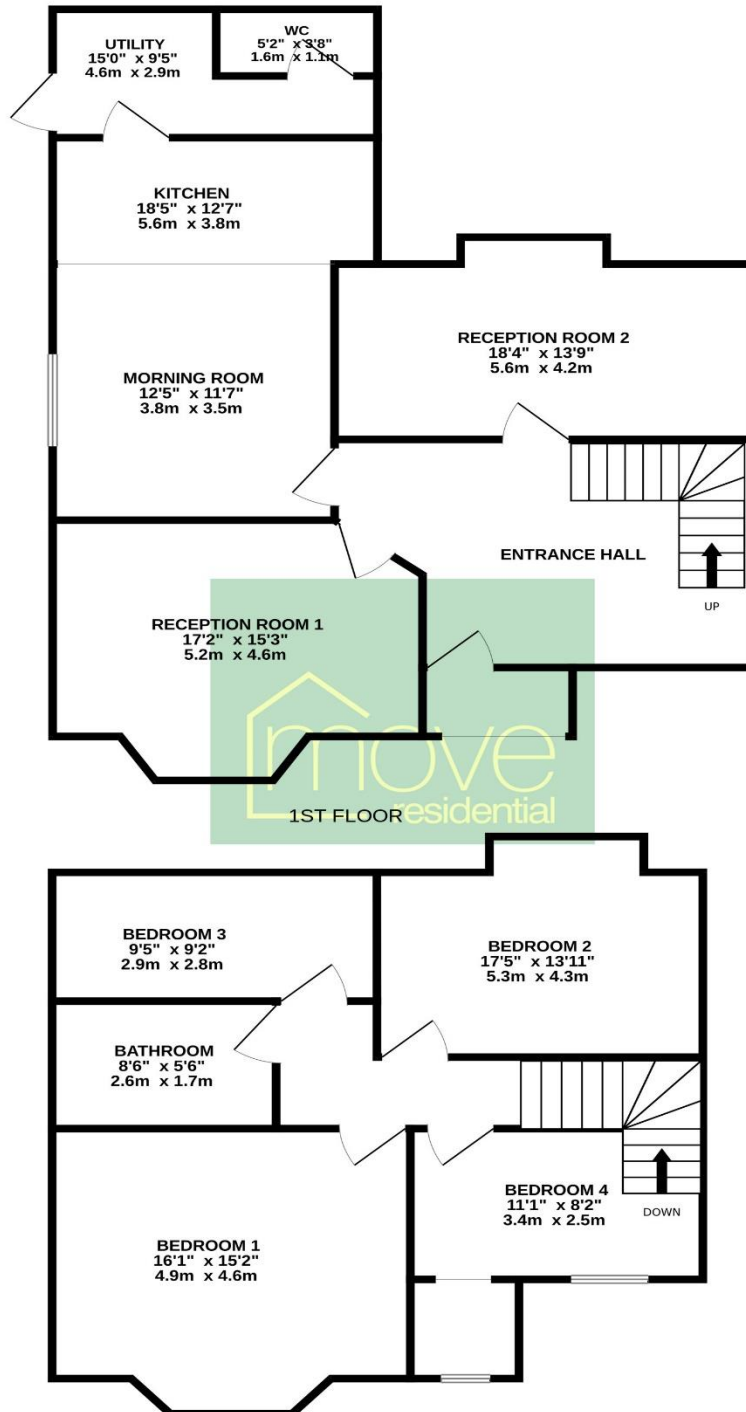 UTILITY
15'0" x 9'5"
4.6m x 2.9m
WC
5'2" x 3'8"
1.6m x 1.1m
KITCHEN
18'5" x 12'7"
5.6m x 3.8m
RECEPTION ROOM 2
18'4" x 13'9"
5.6m x 4.2m
MORNING ROOM
12'5" x 11'7"
3.8m x 3.5m
ENTRANCE HALL
UP
RECEPTION ROOM 1
17'2" x 15'3"
5.2m x 4.6m
move
residential
1ST FLOOR
BEDROOM 3
9'5" x 9'2"
2.9m x 2.8m
BEDROOM 2
17'5" x 13'11"
5.3m x 4.3m
BATHROOM
8'6" x 5'6"
2.6m x 1.7m
BEDROOM 4
11'1" x 8'2"
3.4m x 2.5m
DOWN
BEDROOM 1
16'1" x 15'2"
4.9m x 4.6m